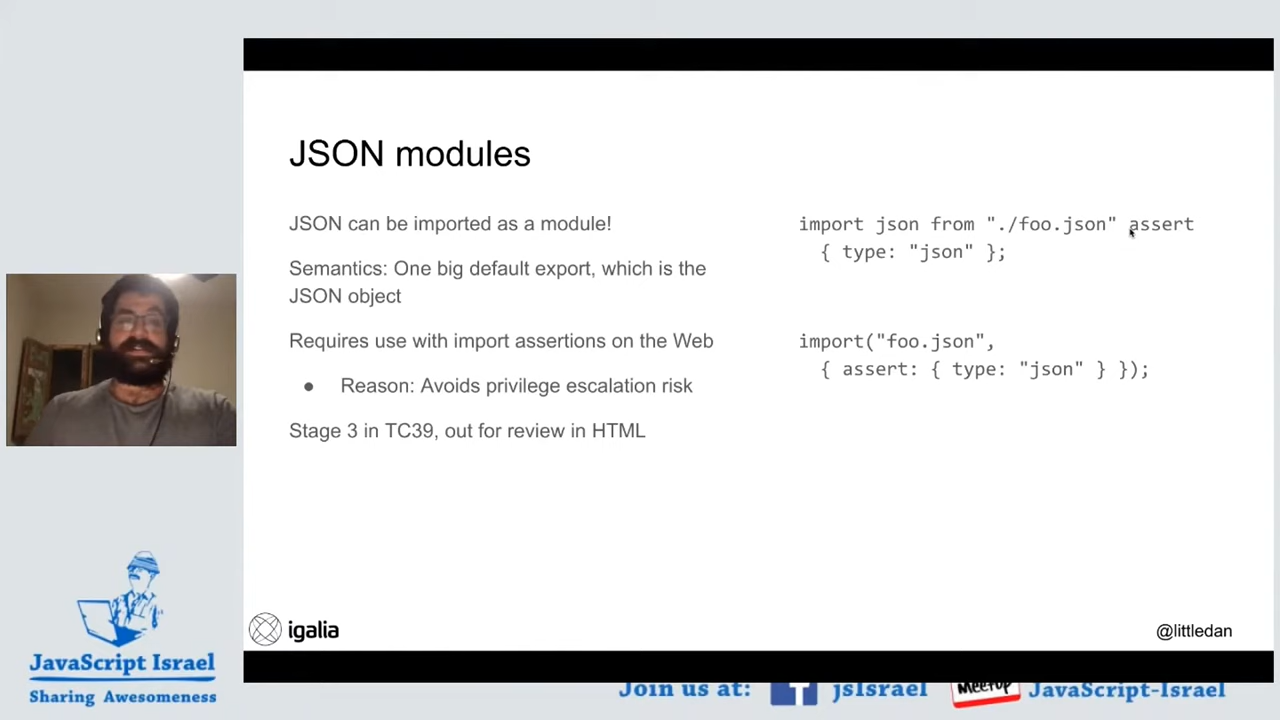 JSON modules
JSON can be imported as a module!
Semantics: One big default export, which is the
JSON object
Requires use with import assertions on the Web
● Reason: Avoids privilege escalation risk
Stage 3 in TC39, out for review in HTML
import json from "./foo.json" assert
{ type: "json" };
import("foo.json",
{ assert: { type: "json" } });
igalia
@littledan
JavaScript Israel
Sharing Awesomeness
Join us at: f jsIsrael Meetup JavaScript-Israel